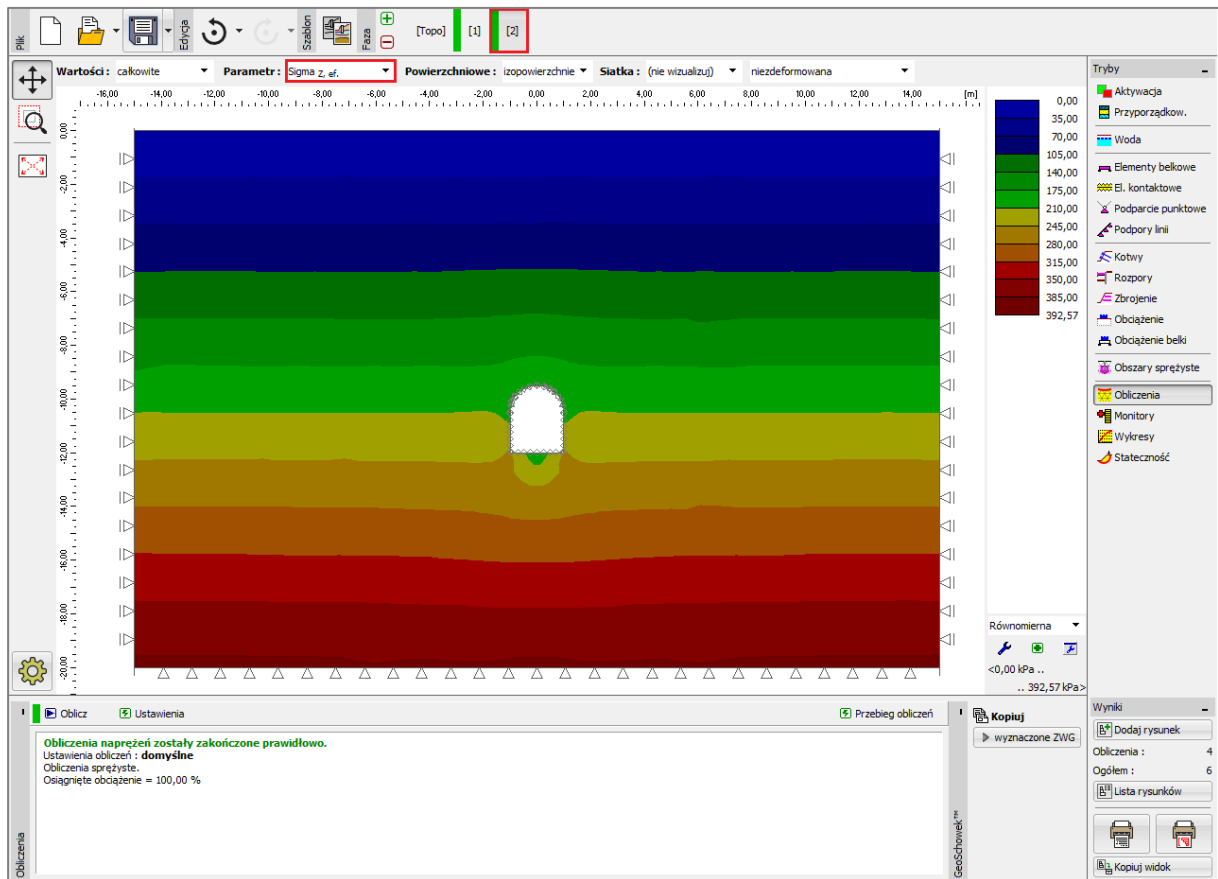 Plik
Edycja
Szablon
Faza
[Topo]
[1]
[2]
Wartości : całkowite
Parametr : Sigma z, ef.
Powierzchniowe : izopowierzchnie
Siatka : (nie wizualizuj)
niezdeformowana
-16,00 -14,00 -12,00 -10,00 -8,00 -6,00 -4,00 -2,00 0,00 2,00 4,00 6,00 8,00 10,00 12,00 14,00 [m]
0,00
-2,00
-4,00
-6,00
-8,00
-10,00
-12,00
-14,00
-16,00
-18,00
-20,00
0,00
35,00
70,00
105,00
140,00
175,00
210,00
245,00
280,00
315,00
350,00
385,00
392,57
Równomierna
<0,00 kPa ..
.. 392,57 kPa>
Tryby
Aktywacja
Przyporządkow.
Woda
Elementy belkowe
El. kontaktowe
Podparcie punktowe
Podpory linii
Kotwy
Rozpory
Zbrojenie
Obciążenie
Obciążenie belki
Obszary sprężyste
Obliczenia
Monitory
Wykresy
Stateczność
Oblicz
Ustawienia
Przebieg obliczeń
Obliczenia naprężeń zostały zakończone prawidłowo.
Ustawienia obliczeń : domyślne
Obliczenia sprężyste.
Osiągnięte obciążenie = 100,00 %
Obliczenia
Kopiuj
wyznaczone ZWG
GeoSchowek™
Wyniki
Dodaj rysunek
Obliczenia : 4
Ogółem : 6
Lista rysunków
Kopiuj widok